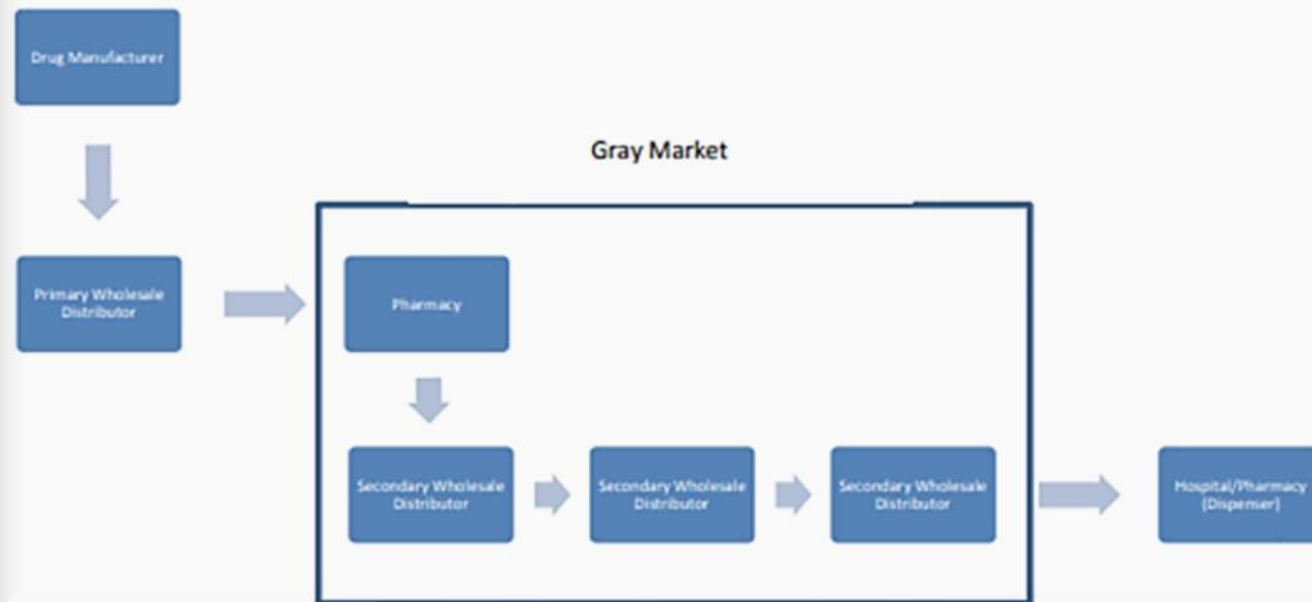 Drug Manufacturer
Gray Market
Primary Wholesale
Distributor
Pharmacy
Secondary Wholesale
Distributor
Secondary Wholesale
Distributor
Secondary Wholesale
Distributor
Hospital/Pharmacy
(Dispenser)